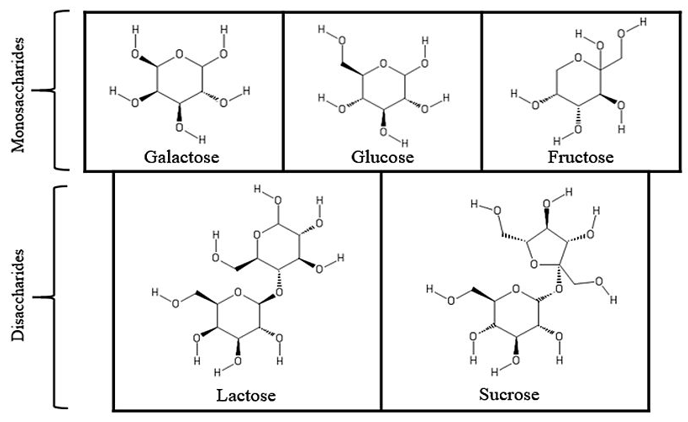 Monosaccharides
Galactose
Glucose
Fructose
Disaccharides
Lactose
Sucrose